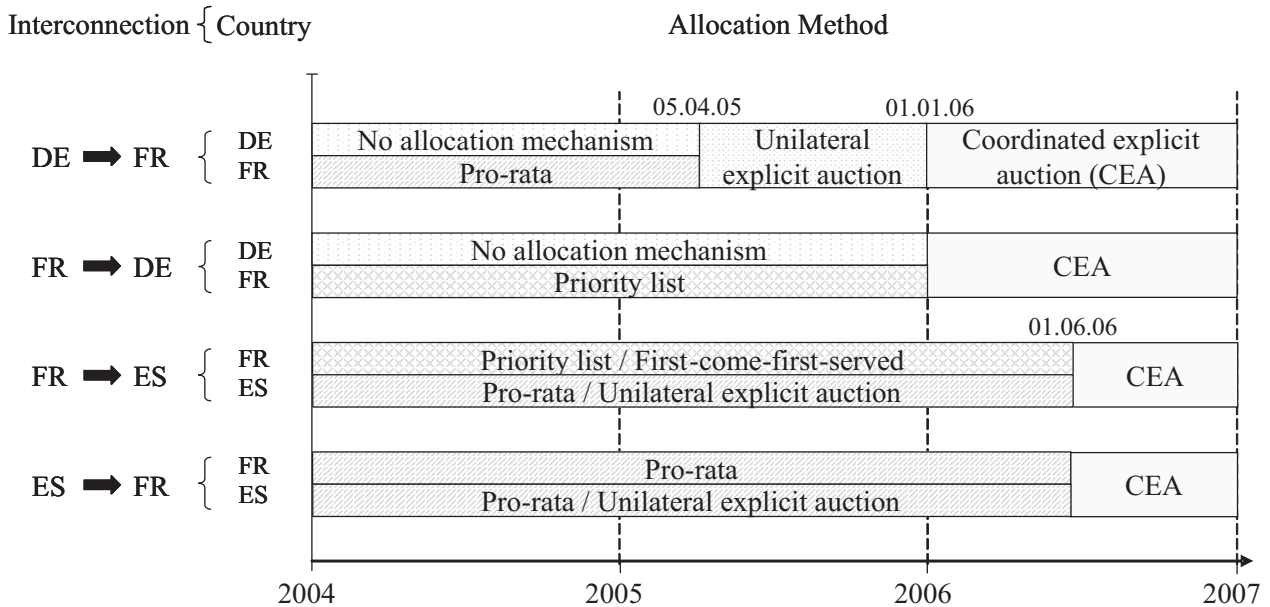 Interconnection { Country Allocation Method
05.04.05 01.01.06
DE FR DE FR No allocation mechanism Pro-rata Unilateral explicit auction Coordinated explicit auction (CEA)
FR DE DE FR No allocation mechanism Priority list CEA
01.06.06
FR ES FR ES Priority list / First-come-first-served Pro-rata / Unilateral explicit auction CEA
ES FR FR ES Pro-rata Pro-rata / Unilateral explicit auction CEA
2004 2005 2006 2007